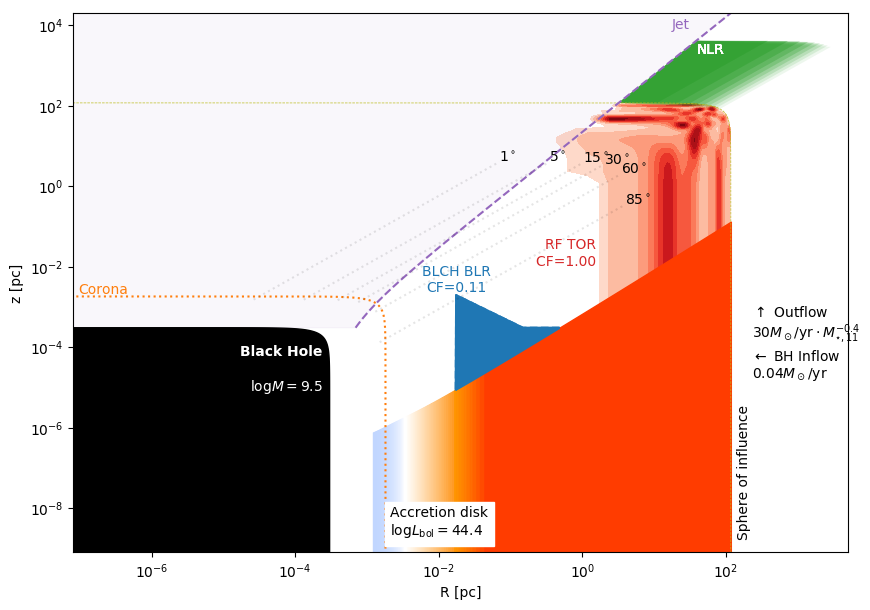 Jet
NLR
1°
5°
15°
30°
60°
85°
RF TOR
CF=1.00
BLCH BLR
CF=0.11
Corona
Black Hole
logM = 9.5
Accretion disk
logL_bol = 44.4
↑ Outflow
30M_⊙/yr · M_{•,11}^{-0.4}
← BH Inflow
0.04M_⊙/yr
Sphere of influence
z [pc]
10^4
10^2
10^0
10^-2
10^-4
10^-6
10^-8
10^-6
10^-4
10^-2
10^0
10^2
R [pc]